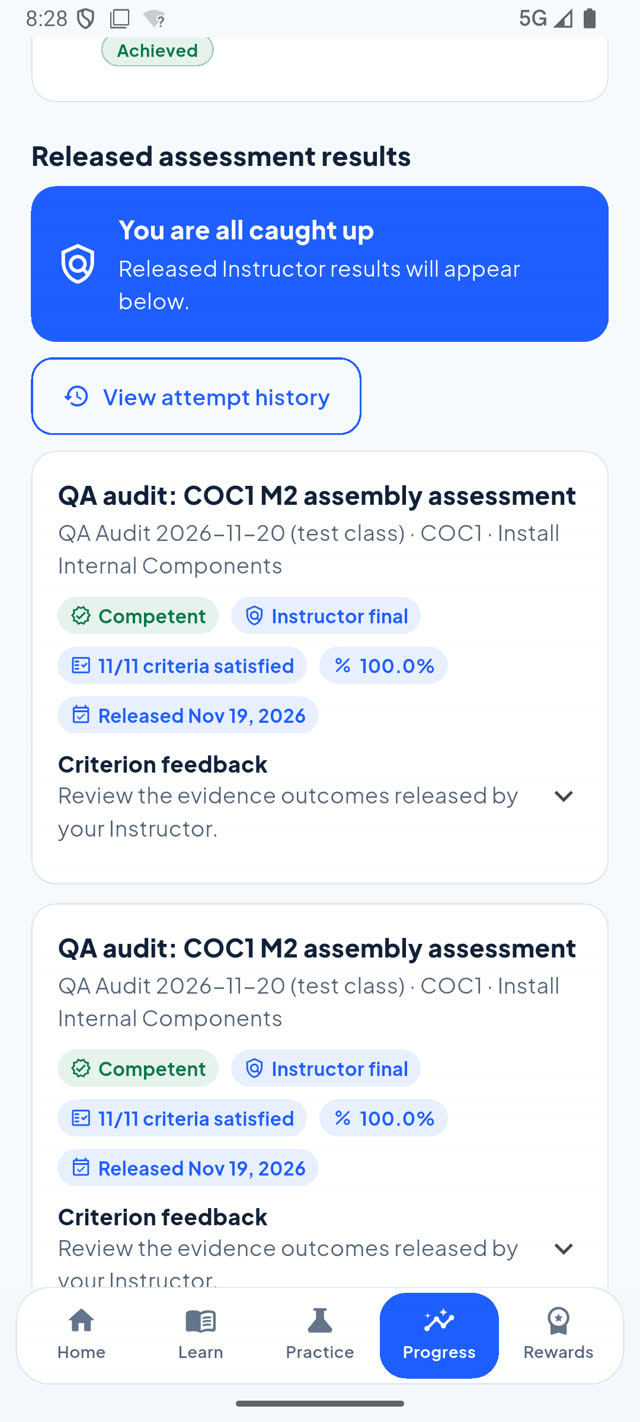 8:28
5G
Achieved
Released assessment results
You are all caught up
Released Instructor results will appear
below.
View attempt history
QA audit: COC1 M2 assembly assessment
QA Audit 2026-11-20 (test class) · COC1 · Install
Internal Components
Competent
Instructor final
11/11 criteria satisfied
% 100.0%
Released Nov 19, 2026
Criterion feedback
Review the evidence outcomes released by
your Instructor.
QA audit: COC1 M2 assembly assessment
QA Audit 2026-11-20 (test class) · COC1 · Install
Internal Components
Competent
Instructor final
11/11 criteria satisfied
% 100.0%
Released Nov 19, 2026
Criterion feedback
Review the evidence outcomes released by
your Instructor.
Home
Learn
Practice
Progress
Rewards